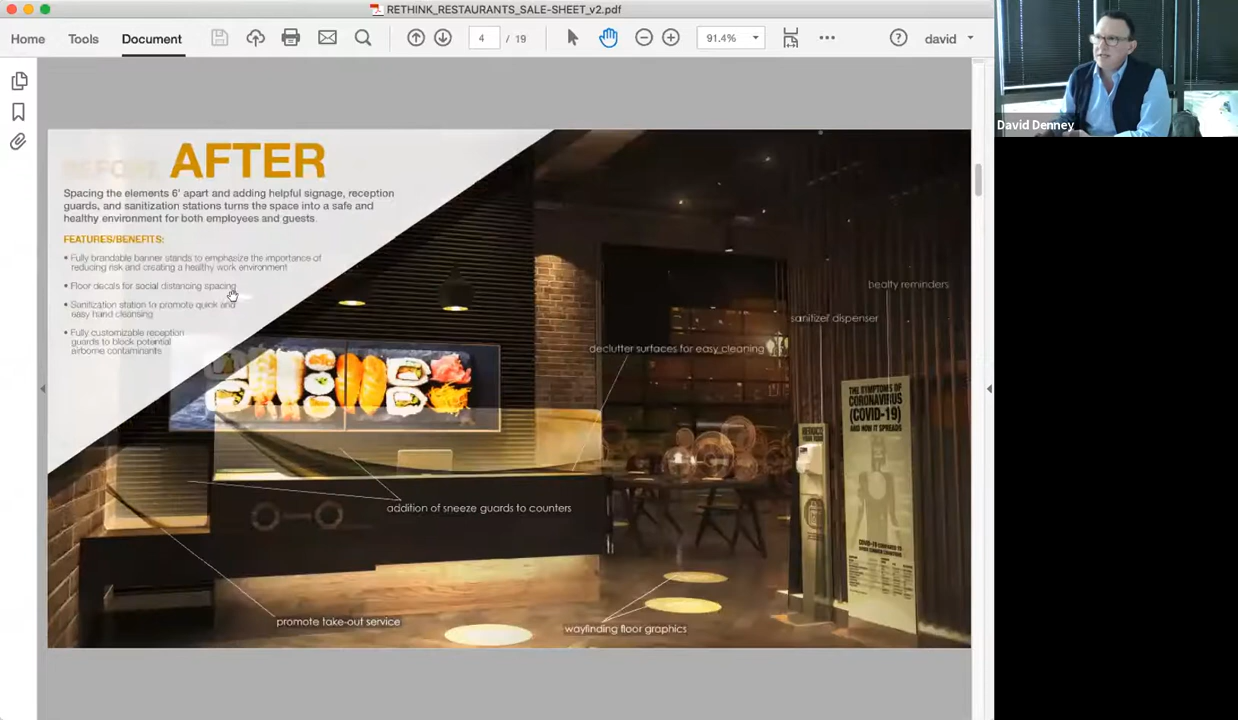 RETHINK_RESTAURANTS_SALE-SHEET_v2.pdf
Home
Tools
Document
4 / 19
91.4%
david
David Denney
BEFORE AFTER
Spacing the elements 6' apart and adding helpful signage, reception
guards, and sanitization stations turns the space into a safe and
healthy environment for both employees and guests.
FEATURES/BENEFITS:
• Fully brandable banner stands to emphasize the importance of
reducing risk and creating a healthy work environment
• Floor decals for social distancing spacing
• Sanitization station to promote quick and
easy hand cleansing
• Fully customizable reception
guards to block potential
airborne contaminants
healty reminders
sanitizer dispenser
declutter surfaces for easy cleaning
THE SYMPTOMS OF
CORONAVIRUS
(COVID-19)
AND HOW IT SPREADS
addition of sneeze guards to counters
promote take-out service
wayfinding floor graphics